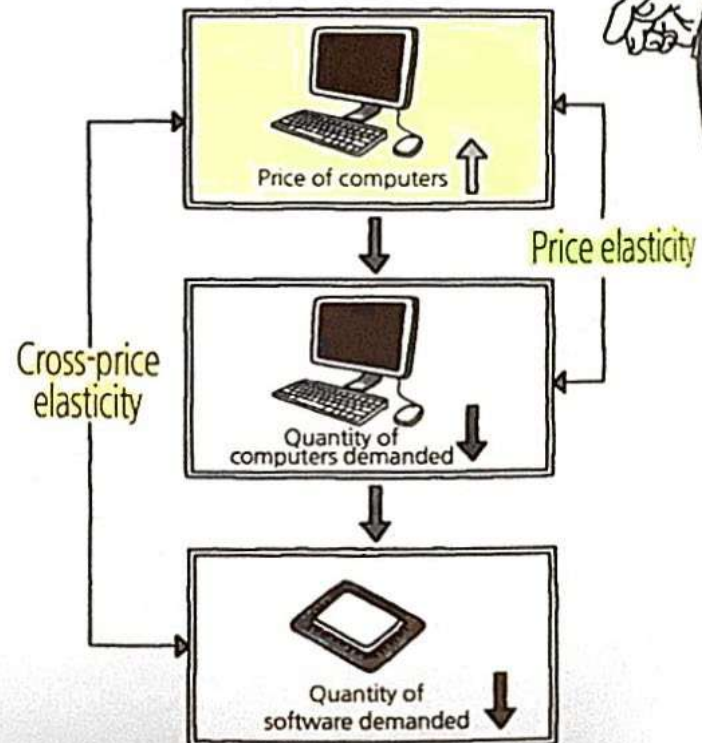 Price of computers
Price elasticity
Cross-price
elasticity
Quantity of
computers demanded
Quantity of
software demanded